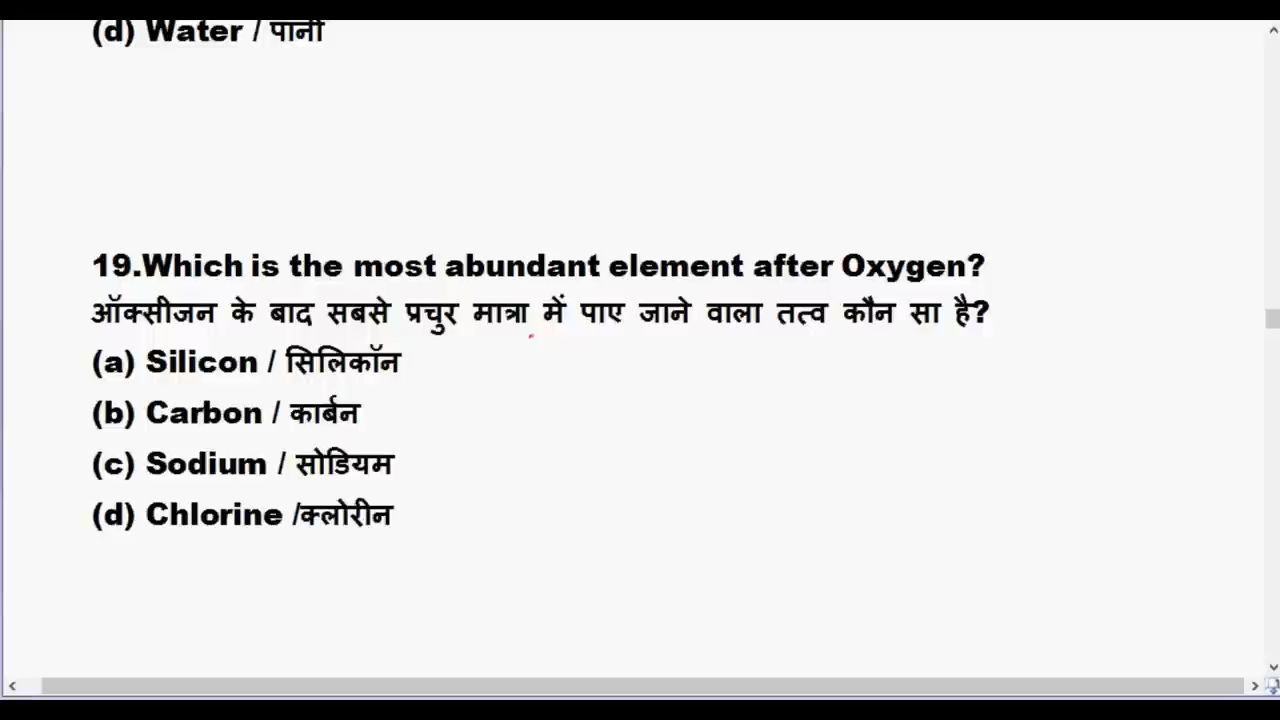 (d) Water / पानी
19.Which is the most abundant element after Oxygen?
ऑक्सीजन के बाद सबसे प्रचुर मात्रा में पाए जाने वाला तत्व कौन सा है?
(a) Silicon / सिलिकॉन
(b) Carbon / कार्बन
(c) Sodium / सोडियम
(d) Chlorine /क्लोरीन